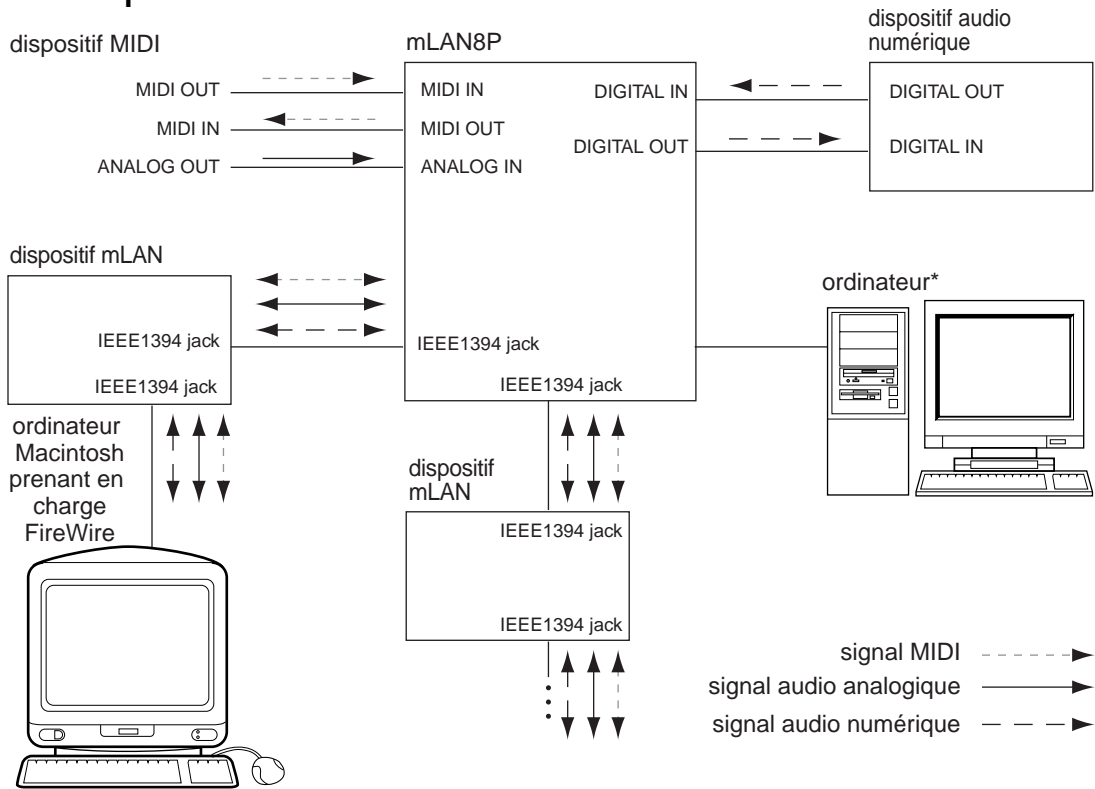 dispositif MIDI
mLAN8P
dispositif audio
numérique
MIDI OUT
MIDI IN
DIGITAL IN
DIGITAL OUT
MIDI IN
MIDI OUT
DIGITAL OUT
DIGITAL IN
ANALOG OUT
ANALOG IN
dispositif mLAN
ordinateur*
IEEE1394 jack
IEEE1394 jack
IEEE1394 jack
IEEE1394 jack
ordinateur
Macintosh
prenant en
charge
FireWire
dispositif
mLAN
IEEE1394 jack
IEEE1394 jack
signal MIDI
signal audio analogique
signal audio numérique